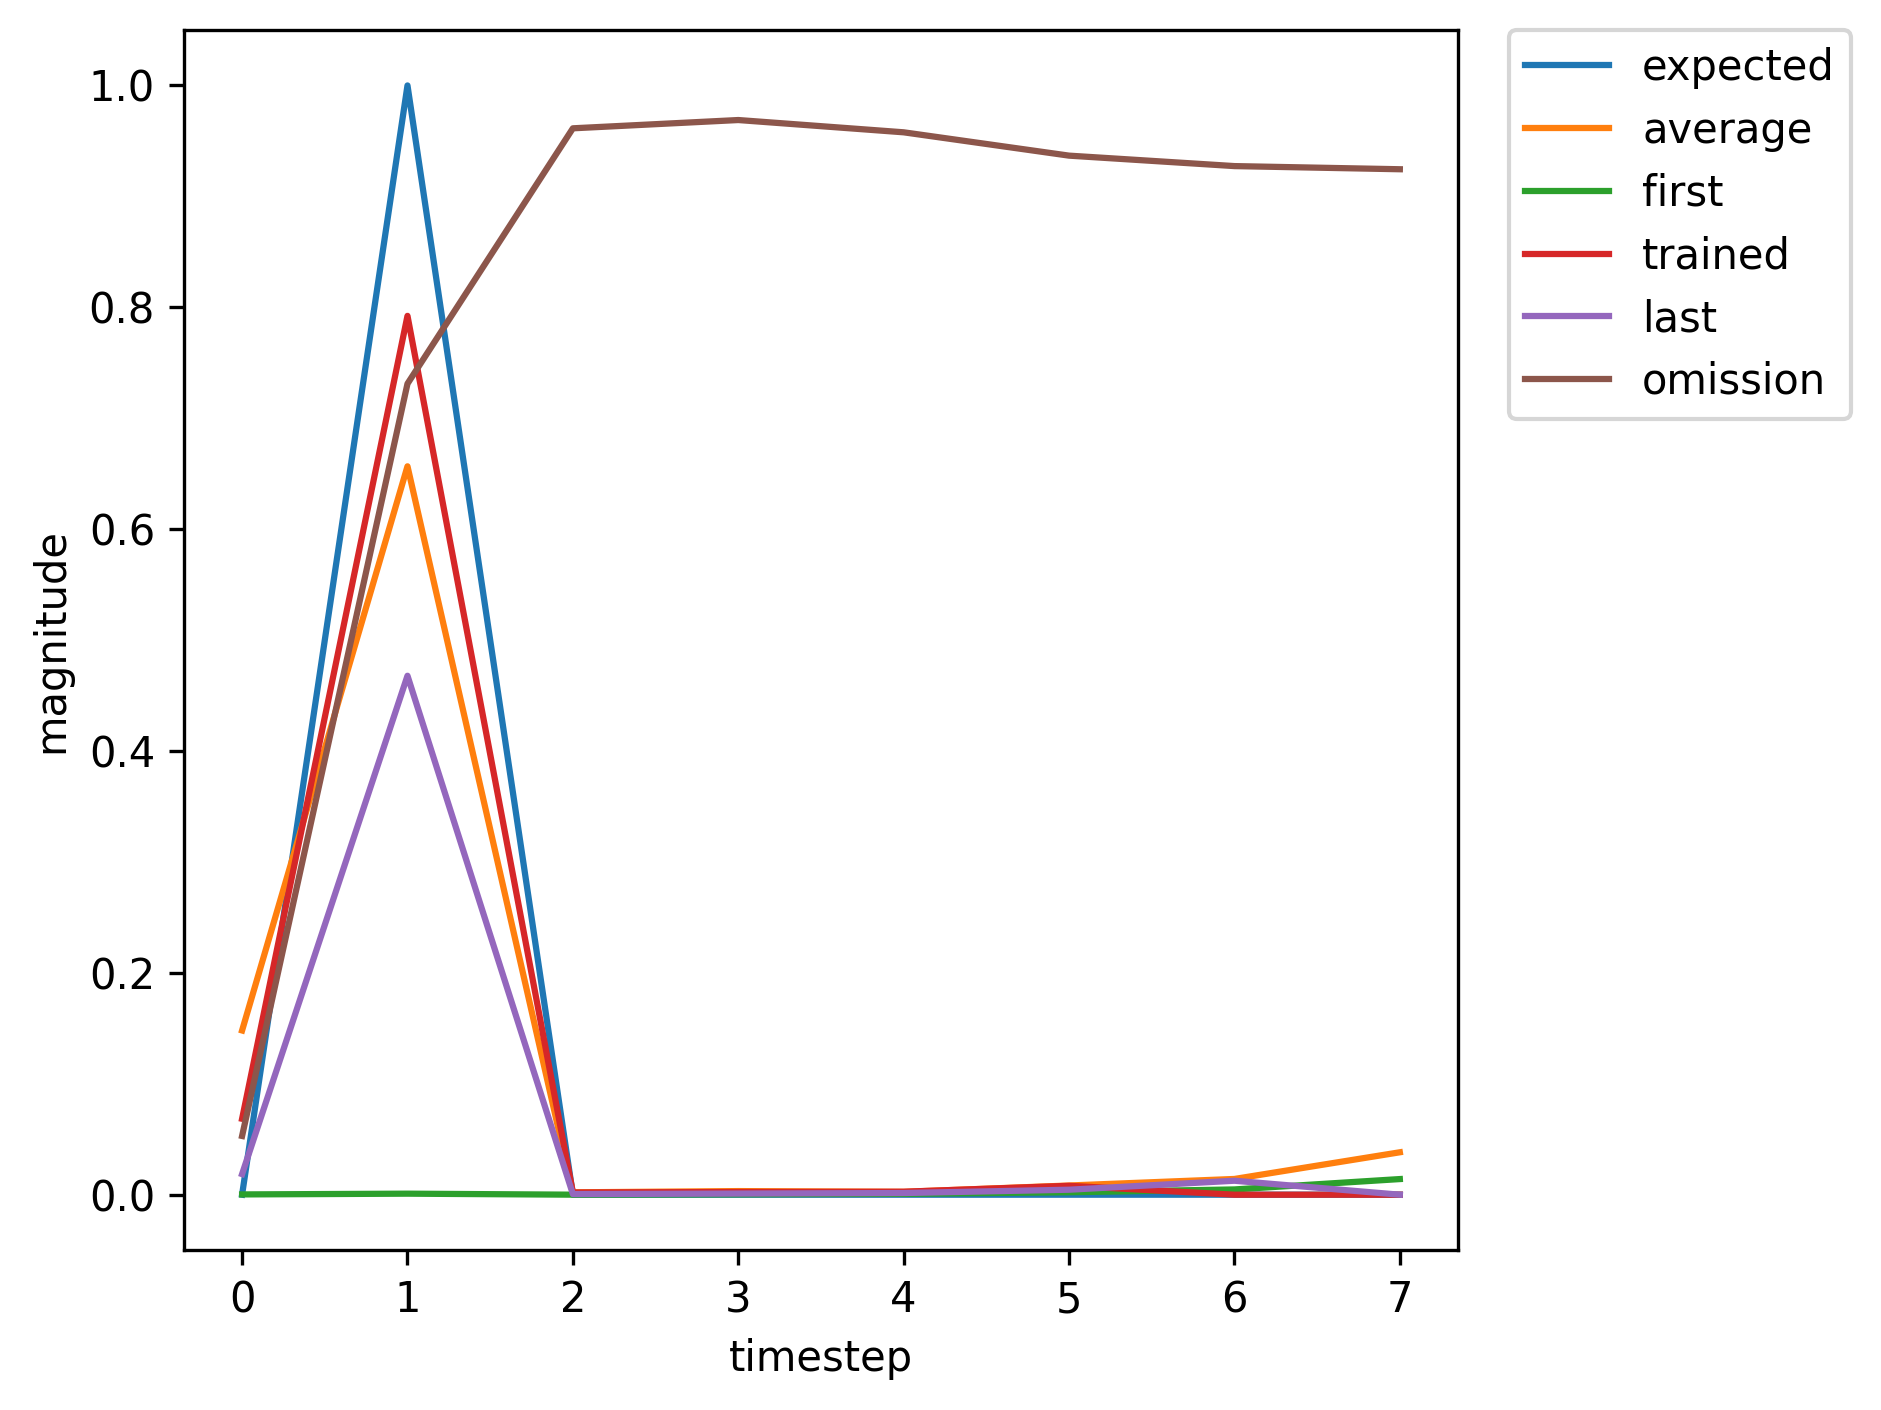 1.0
0.8
0.6
0.4
0.2
0.0
magnitude
0 1 2 3 4 5 6 7
timestep
expected
average
first
trained
last
omission